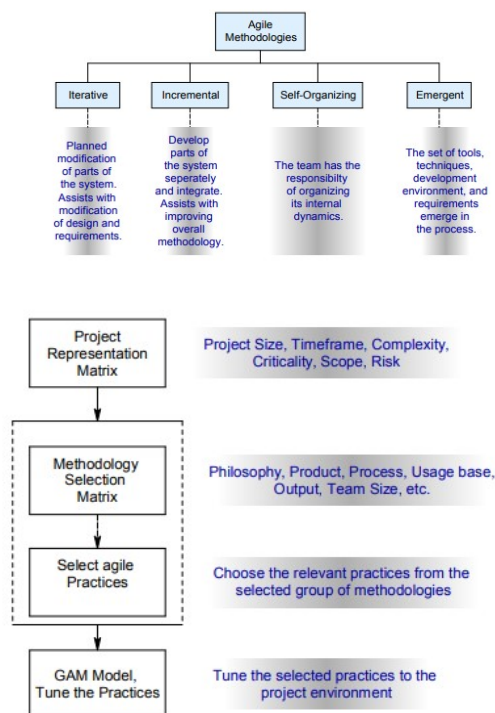 Agile
Methodologies
Iterative
Incremental
Self-Organizing
Emergent
Planned
modification
of parts of
the system.
Assists with
modification
of design and
requirements.
Develop
parts of
the system
seperately
and integrate.
Assists with
improving
overall
methodology.
The team has the
responsibilty
of organizing
its internal
dynamics.
The set of tools,
techniques,
development
environment, and
requirements
emerge in
the process.
Project
Representation
Matrix
Project Size, Timeframe, Complexity,
Criticality, Scope, Risk
Methodology
Selection
Matrix
Philosophy, Product, Process, Usage base,
Output, Team Size, etc.
Select agile
Practices
Choose the relevant practices from the
selected group of methodologies
GAM Model,
Tune the Practices
Tune the selected practices to the
project environment